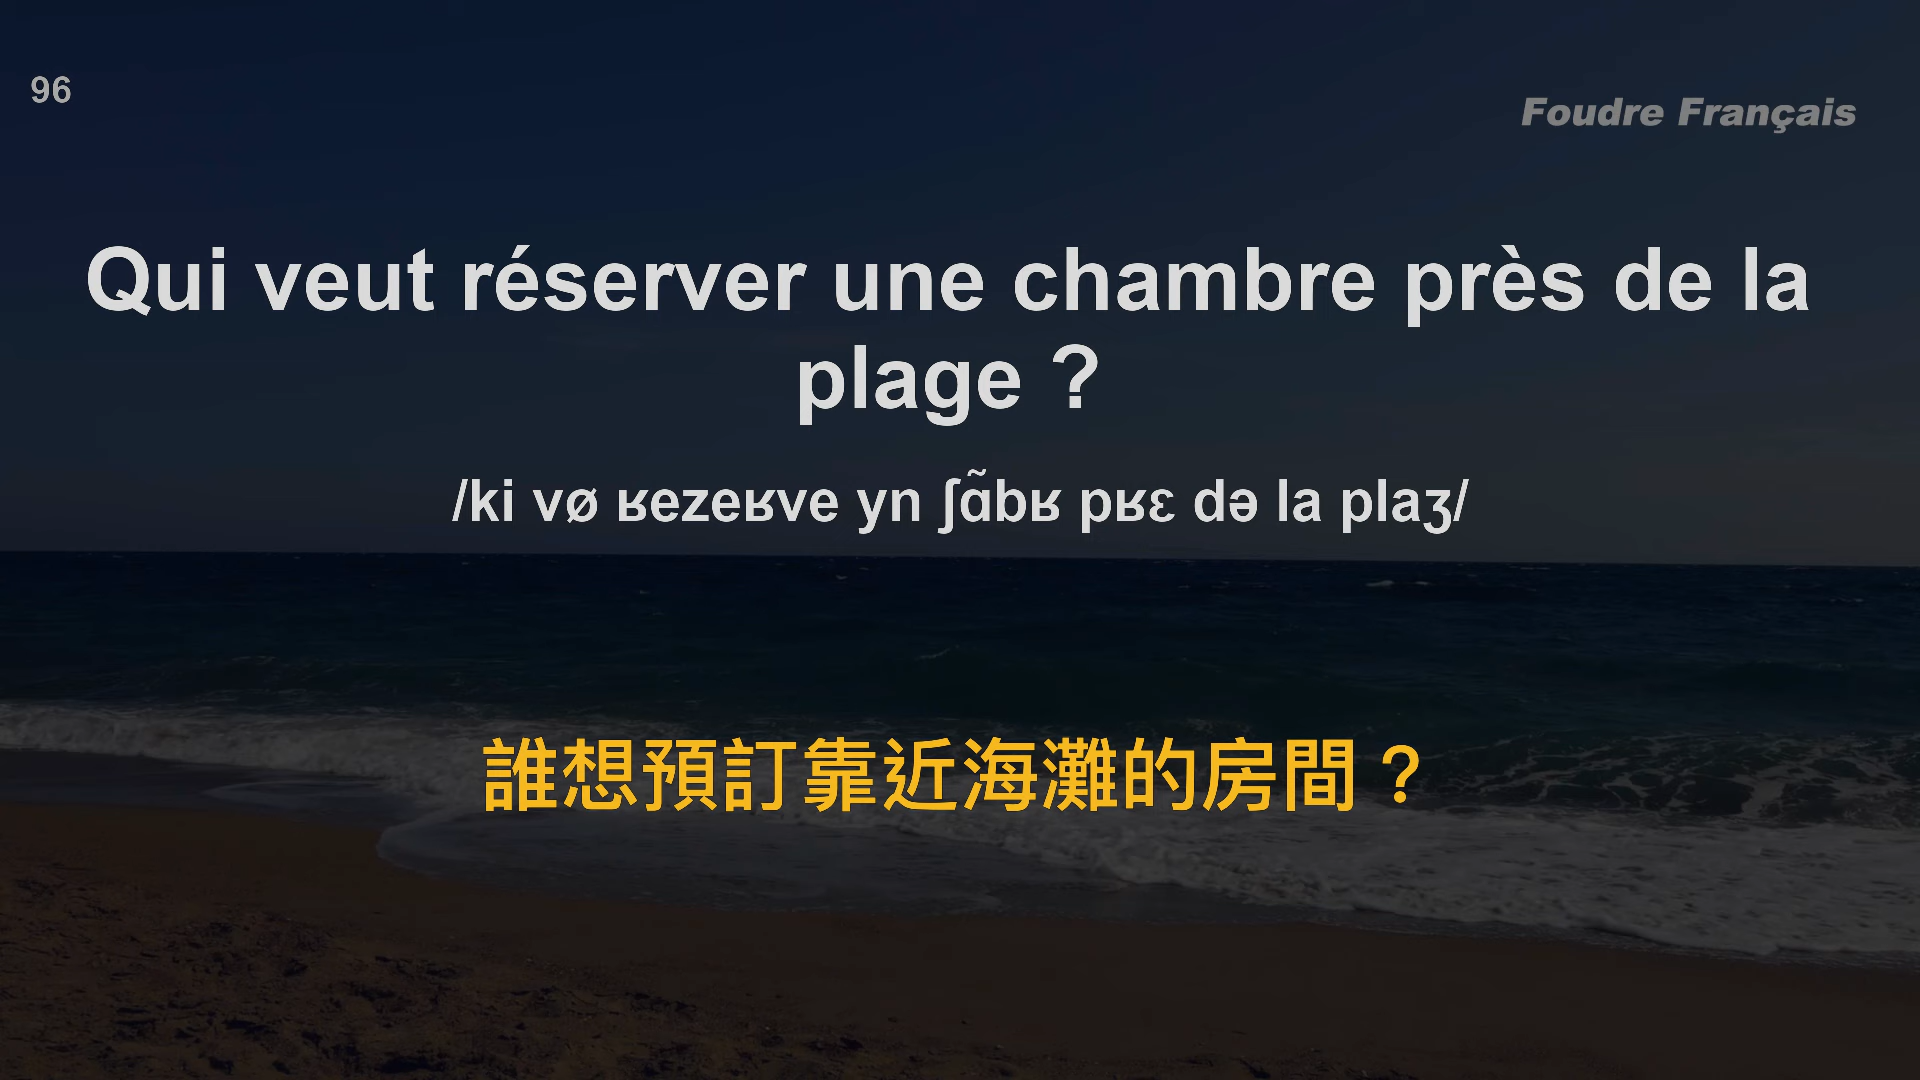 96
Foudre Français
Qui veut réserver une chambre près de la
plage ?
/ki vø ʁezeʁve yn ʃɑ̃bʁ pʁɛ də la plaʒ/
誰想預訂靠近海灘的房間？